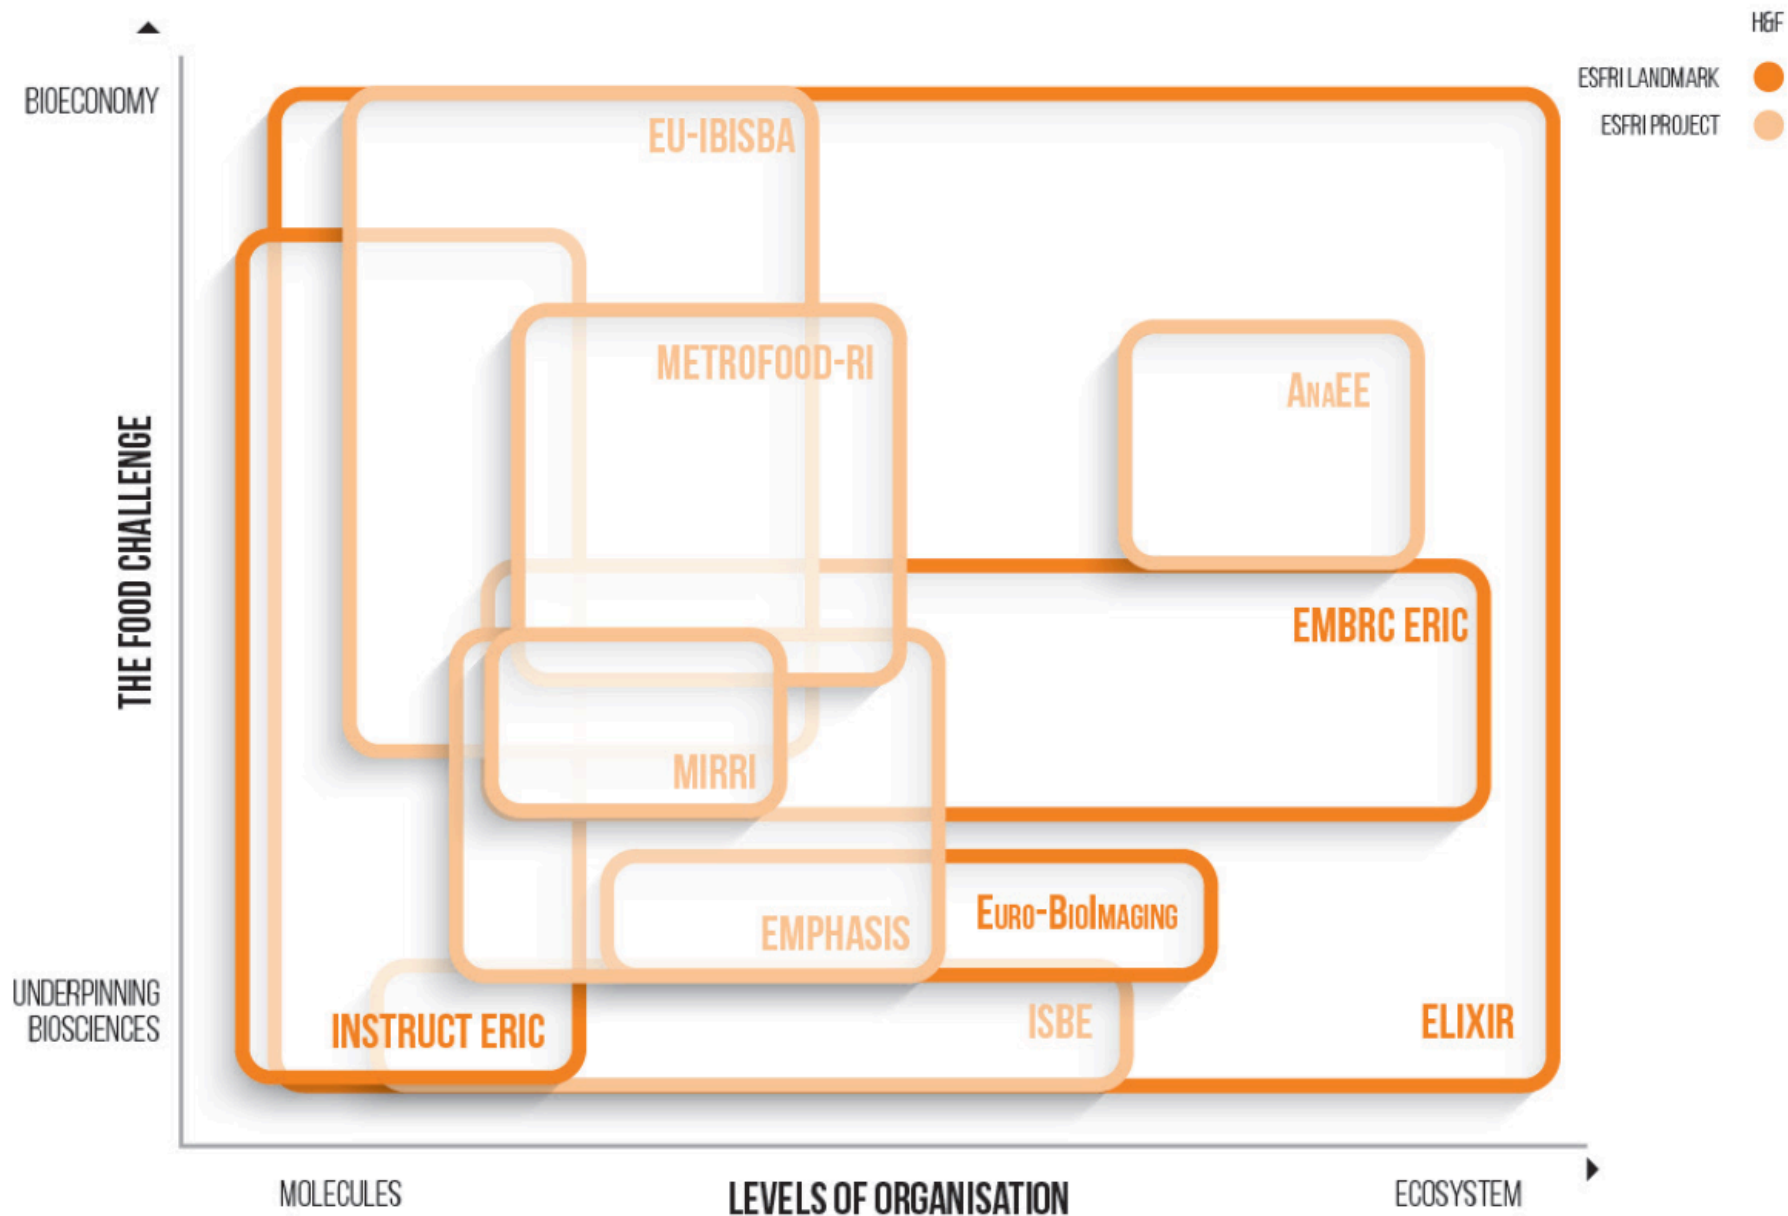 H&F
ESFRI LANDMARK
ESFRI PROJECT
BIOECONOMY
EU-IBISBA
METROFOOD-RI
ANAEE
THE FOOD CHALLENGE
EMBRC ERIC
MIRRI
EURO-BIOIMAGING
EMPHASIS
UNDERPINNING
BIOSCIENCES
INSTRUCT ERIC
ISBE
ELIXIR
MOLECULES
LEVELS OF ORGANISATION
ECOSYSTEM